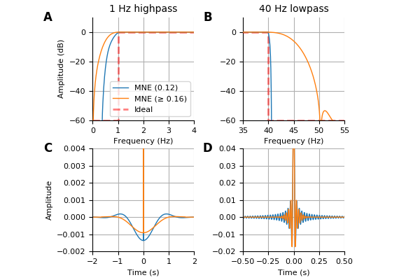 A
1 Hz highpass
B
40 Hz lowpass
0
−20
−40
−60
Amplitude (dB)
MNE (0.12)
MNE (≥ 0.16)
Ideal
0 1 2 3 4
Frequency (Hz)
0
−20
−40
−60
35 40 45 50 55
Frequency (Hz)
C
0.004
0.003
0.002
0.001
0.000
−0.001
−0.002
Amplitude
−2 −1 0 1 2
Time (s)
D
0.04
0.03
0.02
0.01
0.00
−0.01
−0.02
−0.50 −0.25 0.00 0.25 0.50
Time (s)